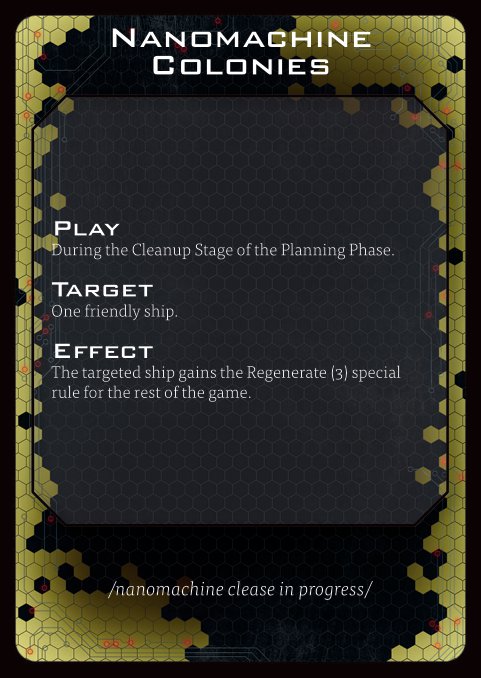 Nanomachine
Colonies
Play
During the Cleanup Stage of the Planning Phase.
Target
One friendly ship.
Effect
The targeted ship gains the Regenerate (3) special
rule for the rest of the game.
/nanomachine clease in progress/